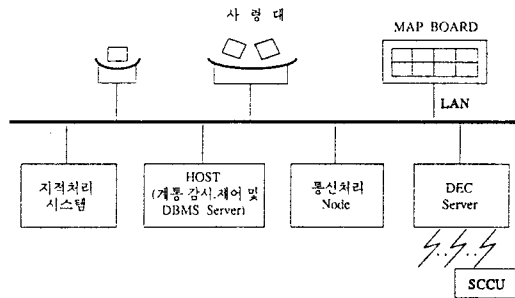 사 령 대
MAP BOARD
LAN
지적처리
시스템
HOST
(계통 감시.제어 및
DBMS Server)
통신처리
Node
DEC
Server
SCCU